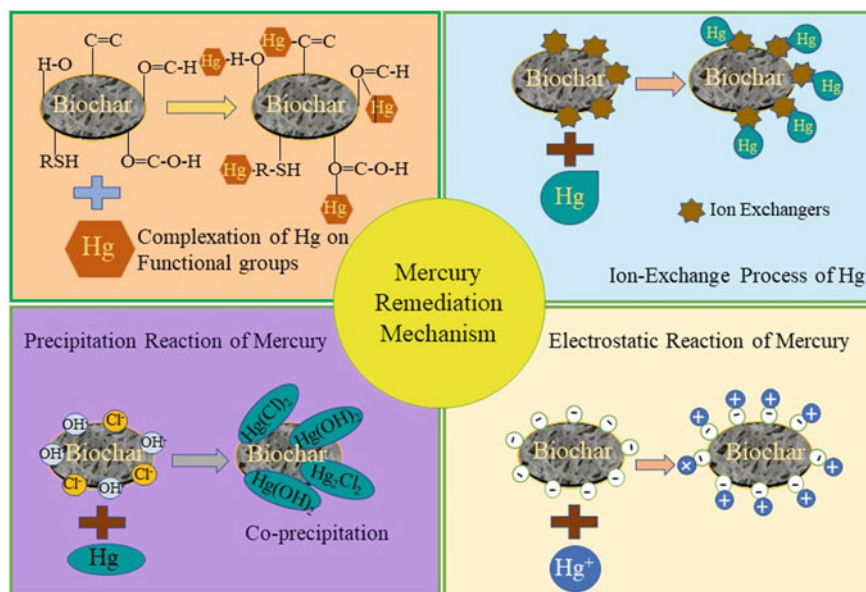 C=C
H-O
O=C-H
Biochar
RSH
O=C-O-H
Hg
Complexation of Hg on
Functional groups
Hg
C=C
Hg
H-O
O=C-H
Biochar
Hg
Hg
R-SH
O=C-O-H
Hg
Biochar
Hg
Hg
Hg
Biochar
Hg
Hg
Hg
Ion Exchangers
Ion-Exchange Process of Hg
Mercury
Remediation
Mechanism
Precipitation Reaction of Mercury
OH-
Cl-
OH-
Biochar
OH-
Cl-
OH-
Cl-
Hg
Hg(Cl)2
Hg(OH)2
Biochar
Hg2Cl2
Hg(OH)2
Co-precipitation
Electrostatic Reaction of Mercury
Biochar
Hg+
Biochar